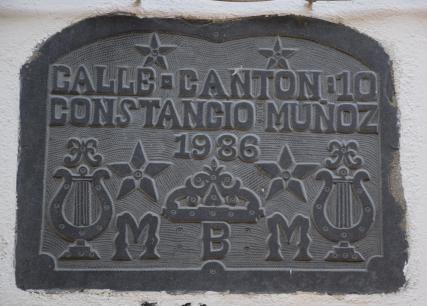 CALLE CANTON: 10
CONSTANCIO MUÑOZ
1986
M B M